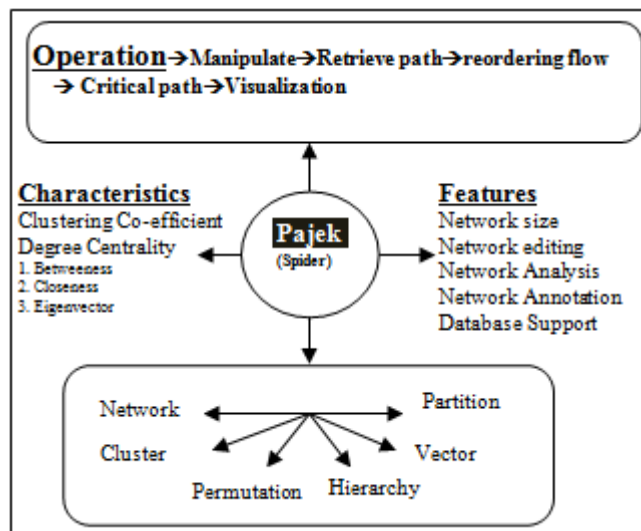 Operation→Manipulate→Retrieve path→reordering flow
→ Critical path→Visualization
Characteristics
Clustering Co-efficient
Degree Centrality
1. Betweeness
2. Closeness
3. Eigenvector
Pajek
(Spider)
Features
Network size
Network editing
Network Analysis
Network Annotation
Database Support
Network
Partition
Cluster
Vector
Permutation
Hierarchy